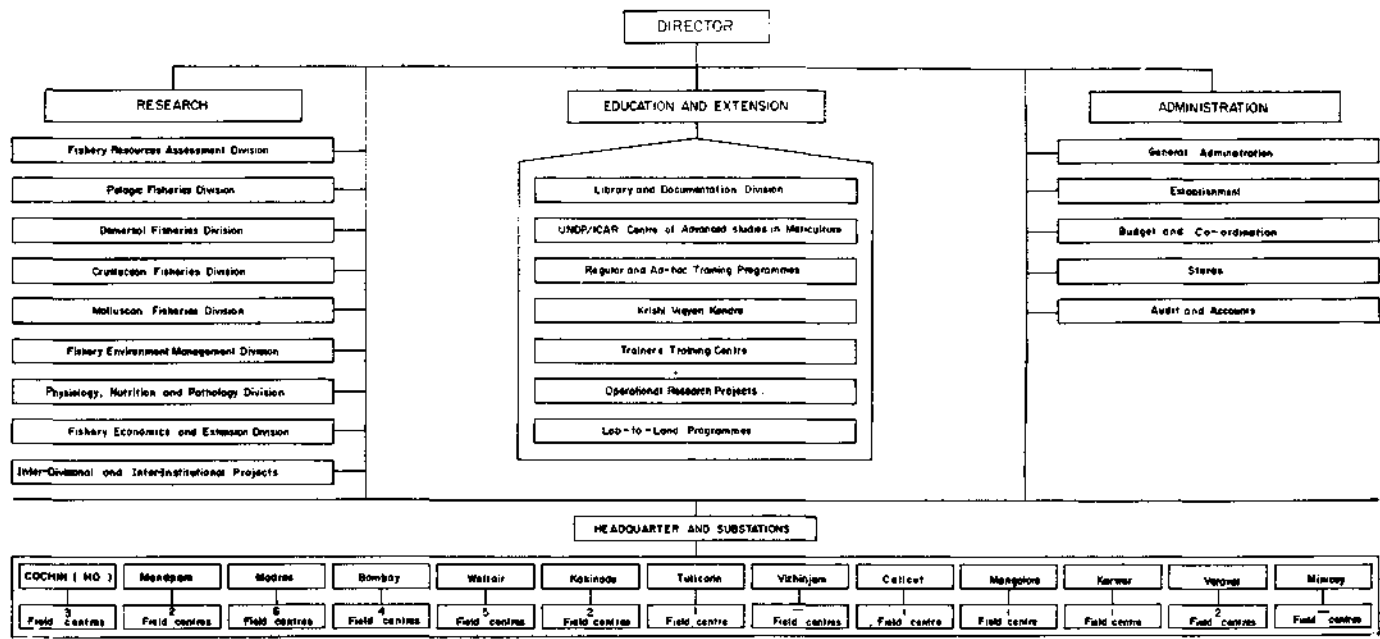 DIRECTOR
RESEARCH
Fishery Resources Assessment Division
Pelagic Fisheries Division
Demersal Fisheries Division
Crustacean Fisheries Division
Molluscan Fisheries Division
Fishery Environment Management Division
Physiology, Nutrition and Pathology Division
Fishery Economics and Extension Division
Inter-Divisional and Inter-Institutional Projects
EDUCATION AND EXTENSION
Library and Documentation Division
UNDP/ICAR Centre of Advanced studies in Mariculture
Regular and Ad-hoc Training Programmes
Krishi Vigyan Kendra
Trainers Training Centre
Operational Research Projects
Lab-to-Land Programmes
ADMINISTRATION
General Administration
Establishment
Budget and Co-ordination
Stores
Audit and Accounts
HEADQUARTER AND SUBSTATIONS
COCHIN ( HQ ) Mandapam Madras Bombay Waltair Kakinada Tuticorin Vizhinjam Calicut Mangalore Karwar Veraval Minicoy
3 2 6 4 5 2 1 — 1 1 1 2 —
Field centres Field centres Field centres Field centres Field centres Field centres Field centre Field centres Field centre Field centre Field centre Field centres Field centre